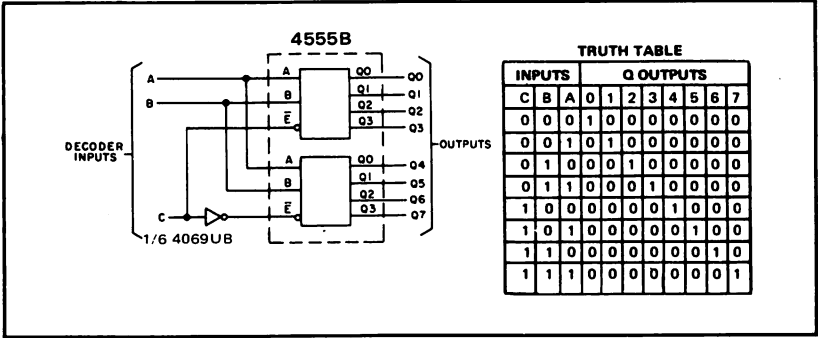 4555B
A
B
A
B
E
Q0
Q1
Q2
Q3
Q0
Q1
Q2
Q3
DECODER
INPUTS
A
B
E
Q0
Q1
Q2
Q3
Q4
Q5
Q6
Q7
OUTPUTS
C
1/6 4069UB
TRUTH TABLE
INPUTS Q OUTPUTS
C B A 0 1 2 3 4 5 6 7
0 0 0 1 0 0 0 0 0 0 0
0 0 1 0 1 0 0 0 0 0 0
0 1 0 0 0 1 0 0 0 0 0
0 1 1 0 0 0 1 0 0 0 0
1 0 0 0 0 0 0 1 0 0 0
1 0 1 0 0 0 0 0 1 0 0
1 1 0 0 0 0 0 0 0 1 0
1 1 1 0 0 0 0 0 0 0 1